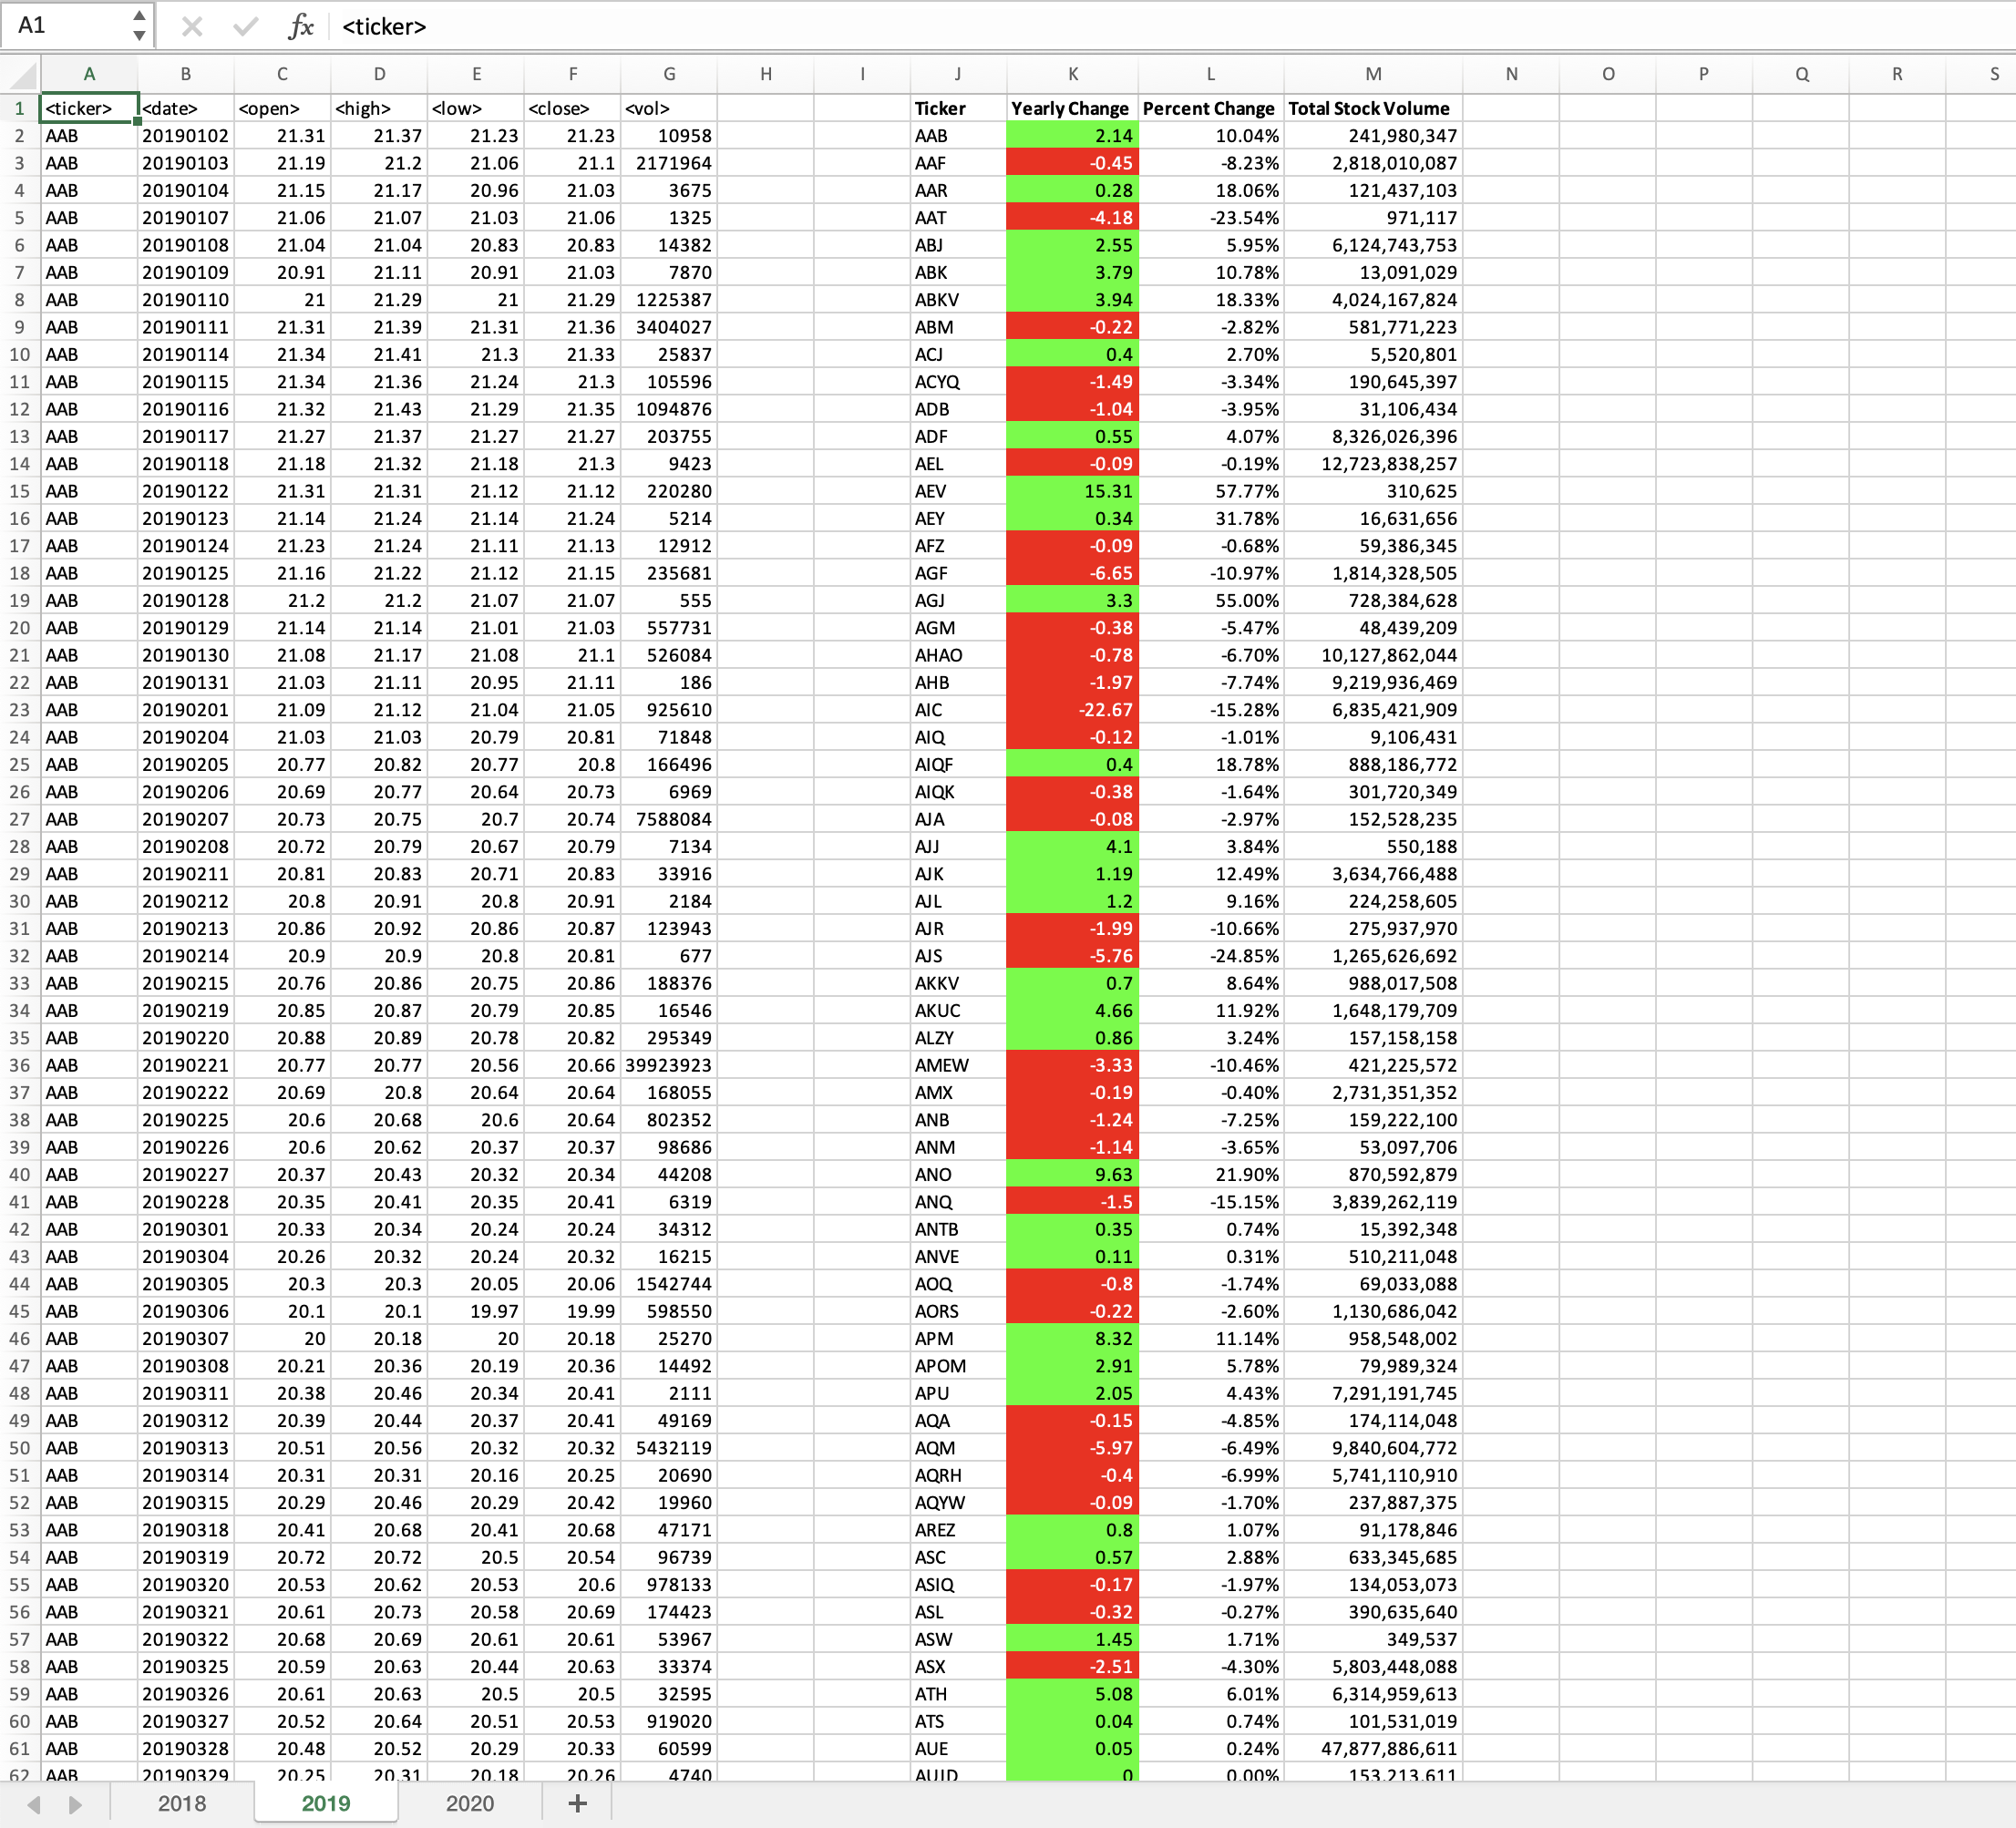 A1 fx <ticker>
A B C D E F G H I J K L M N O P Q R S
1 <ticker> <date> <open> <high> <low> <close> <vol> Ticker Yearly Change Percent Change Total Stock Volume
2 AAB 20190102 21.31 21.37 21.23 21.23 10958 AAB 2.14 10.04% 241,980,347
3 AAB 20190103 21.19 21.2 21.06 21.1 2171964 AAF -0.45 -8.23% 2,818,010,087
4 AAB 20190104 21.15 21.17 20.96 21.03 3675 AAR 0.28 18.06% 121,437,103
5 AAB 20190107 21.06 21.07 21.03 21.06 1325 AAT -4.18 -23.54% 971,117
6 AAB 20190108 21.04 21.04 20.83 20.83 14382 ABJ 2.55 5.95% 6,124,743,753
7 AAB 20190109 20.91 21.11 20.91 21.03 7870 ABK 3.79 10.78% 13,091,029
8 AAB 20190110 21 21.29 21 21.29 1225387 ABKV 3.94 18.33% 4,024,167,824
9 AAB 20190111 21.31 21.39 21.31 21.36 3404027 ABM -0.22 -2.82% 581,771,223
10 AAB 20190114 21.34 21.41 21.3 21.33 25837 ACJ 0.4 2.70% 5,520,801
11 AAB 20190115 21.34 21.36 21.24 21.3 105596 ACYQ -1.49 -3.34% 190,645,397
12 AAB 20190116 21.32 21.43 21.29 21.35 1094876 ADB -1.04 -3.95% 31,106,434
13 AAB 20190117 21.27 21.37 21.27 21.27 203755 ADF 0.55 4.07% 8,326,026,396
14 AAB 20190118 21.18 21.32 21.18 21.3 9423 AEL -0.09 -0.19% 12,723,838,257
15 AAB 20190122 21.31 21.31 21.12 21.12 220280 AEV 15.31 57.77% 310,625
16 AAB 20190123 21.14 21.24 21.14 21.24 5214 AEY 0.34 31.78% 16,631,656
17 AAB 20190124 21.23 21.24 21.11 21.13 12912 AFZ -0.09 -0.68% 59,386,345
18 AAB 20190125 21.16 21.22 21.12 21.15 235681 AGF -6.65 -10.97% 1,814,328,505
19 AAB 20190128 21.2 21.2 21.07 21.07 555 AGJ 3.3 55.00% 728,384,628
20 AAB 20190129 21.14 21.14 21.01 21.03 557731 AGM -0.38 -5.47% 48,439,209
21 AAB 20190130 21.08 21.17 21.08 21.1 526084 AHAO -0.78 -6.70% 10,127,862,044
22 AAB 20190131 21.03 21.11 20.95 21.11 186 AHB -1.97 -7.74% 9,219,936,469
23 AAB 20190201 21.09 21.12 21.04 21.05 925610 AIC -22.67 -15.28% 6,835,421,909
24 AAB 20190204 21.03 21.03 20.79 20.81 71848 AIQ -0.12 -1.01% 9,106,431
25 AAB 20190205 20.77 20.82 20.77 20.8 166496 AIQF 0.4 18.78% 888,186,772
26 AAB 20190206 20.69 20.77 20.64 20.73 6969 AIQK -0.38 -1.64% 301,720,349
27 AAB 20190207 20.73 20.75 20.7 20.74 7588084 AJA -0.08 -2.97% 152,528,235
28 AAB 20190208 20.72 20.79 20.67 20.79 7134 AJJ 4.1 3.84% 550,188
29 AAB 20190211 20.81 20.83 20.71 20.83 33916 AJK 1.19 12.49% 3,634,766,488
30 AAB 20190212 20.8 20.91 20.8 20.91 2184 AJL 1.2 9.16% 224,258,605
31 AAB 20190213 20.86 20.92 20.86 20.87 123943 AJR -1.99 -10.66% 275,937,970
32 AAB 20190214 20.9 20.9 20.8 20.81 677 AJS -5.76 -24.85% 1,265,626,692
33 AAB 20190215 20.76 20.86 20.75 20.86 188376 AKKV 0.7 8.64% 988,017,508
34 AAB 20190219 20.85 20.87 20.79 20.85 16546 AKUC 4.66 11.92% 1,648,179,709
35 AAB 20190220 20.88 20.89 20.78 20.82 295349 ALZY 0.86 3.24% 157,158,158
36 AAB 20190221 20.77 20.77 20.56 20.66 39923923 AMEW -3.33 -10.46% 421,225,572
37 AAB 20190222 20.69 20.8 20.64 20.64 168055 AMX -0.19 -0.40% 2,731,351,352
38 AAB 20190225 20.6 20.68 20.6 20.64 802352 ANB -1.24 -7.25% 159,222,100
39 AAB 20190226 20.6 20.62 20.37 20.37 98686 ANM -1.14 -3.65% 53,097,706
40 AAB 20190227 20.37 20.43 20.32 20.34 44208 ANO 9.63 21.90% 870,592,879
41 AAB 20190228 20.35 20.41 20.35 20.41 6319 ANQ -1.5 -15.15% 3,839,262,119
42 AAB 20190301 20.33 20.34 20.24 20.24 34312 ANTB 0.35 0.74% 15,392,348
43 AAB 20190304 20.26 20.32 20.24 20.32 16215 ANVE 0.11 0.31% 510,211,048
44 AAB 20190305 20.3 20.3 20.05 20.06 1542744 AOQ -0.8 -1.74% 69,033,088
45 AAB 20190306 20.1 20.1 19.97 19.99 598550 AORS -0.22 -2.60% 1,130,686,042
46 AAB 20190307 20 20.18 20 20.18 25270 APM 8.32 11.14% 958,548,002
47 AAB 20190308 20.21 20.36 20.19 20.36 14492 APOM 2.91 5.78% 79,989,324
48 AAB 20190311 20.38 20.46 20.34 20.41 2111 APU 2.05 4.43% 7,291,191,745
49 AAB 20190312 20.39 20.44 20.37 20.41 49169 AQA -0.15 -4.85% 174,114,048
50 AAB 20190313 20.51 20.56 20.32 20.32 5432119 AQM -5.97 -6.49% 9,840,604,772
51 AAB 20190314 20.31 20.31 20.16 20.25 20690 AQRH -0.4 -6.99% 5,741,110,910
52 AAB 20190315 20.29 20.46 20.29 20.42 19960 AQYW -0.09 -1.70% 237,887,375
53 AAB 20190318 20.41 20.68 20.41 20.68 47171 AREZ 0.8 1.07% 91,178,846
54 AAB 20190319 20.72 20.72 20.5 20.54 96739 ASC 0.57 2.88% 633,345,685
55 AAB 20190320 20.53 20.62 20.53 20.6 978133 ASIQ -0.17 -1.97% 134,053,073
56 AAB 20190321 20.61 20.73 20.58 20.69 174423 ASL -0.32 -0.27% 390,635,640
57 AAB 20190322 20.68 20.69 20.61 20.61 53967 ASW 1.45 1.71% 349,537
58 AAB 20190325 20.59 20.63 20.44 20.63 33374 ASX -2.51 -4.30% 5,803,448,088
59 AAB 20190326 20.61 20.63 20.5 20.5 32595 ATH 5.08 6.01% 6,314,959,613
60 AAB 20190327 20.52 20.64 20.51 20.53 919020 ATS 0.04 0.74% 101,531,019
61 AAB 20190328 20.48 20.52 20.29 20.33 60599 AUE 0.05 0.24% 47,877,886,611
62 AAB 20190329 20.25 20.31 20.18 20.26 4740 AUID 0 0.00% 153,213,611
2018 2019 2020 +